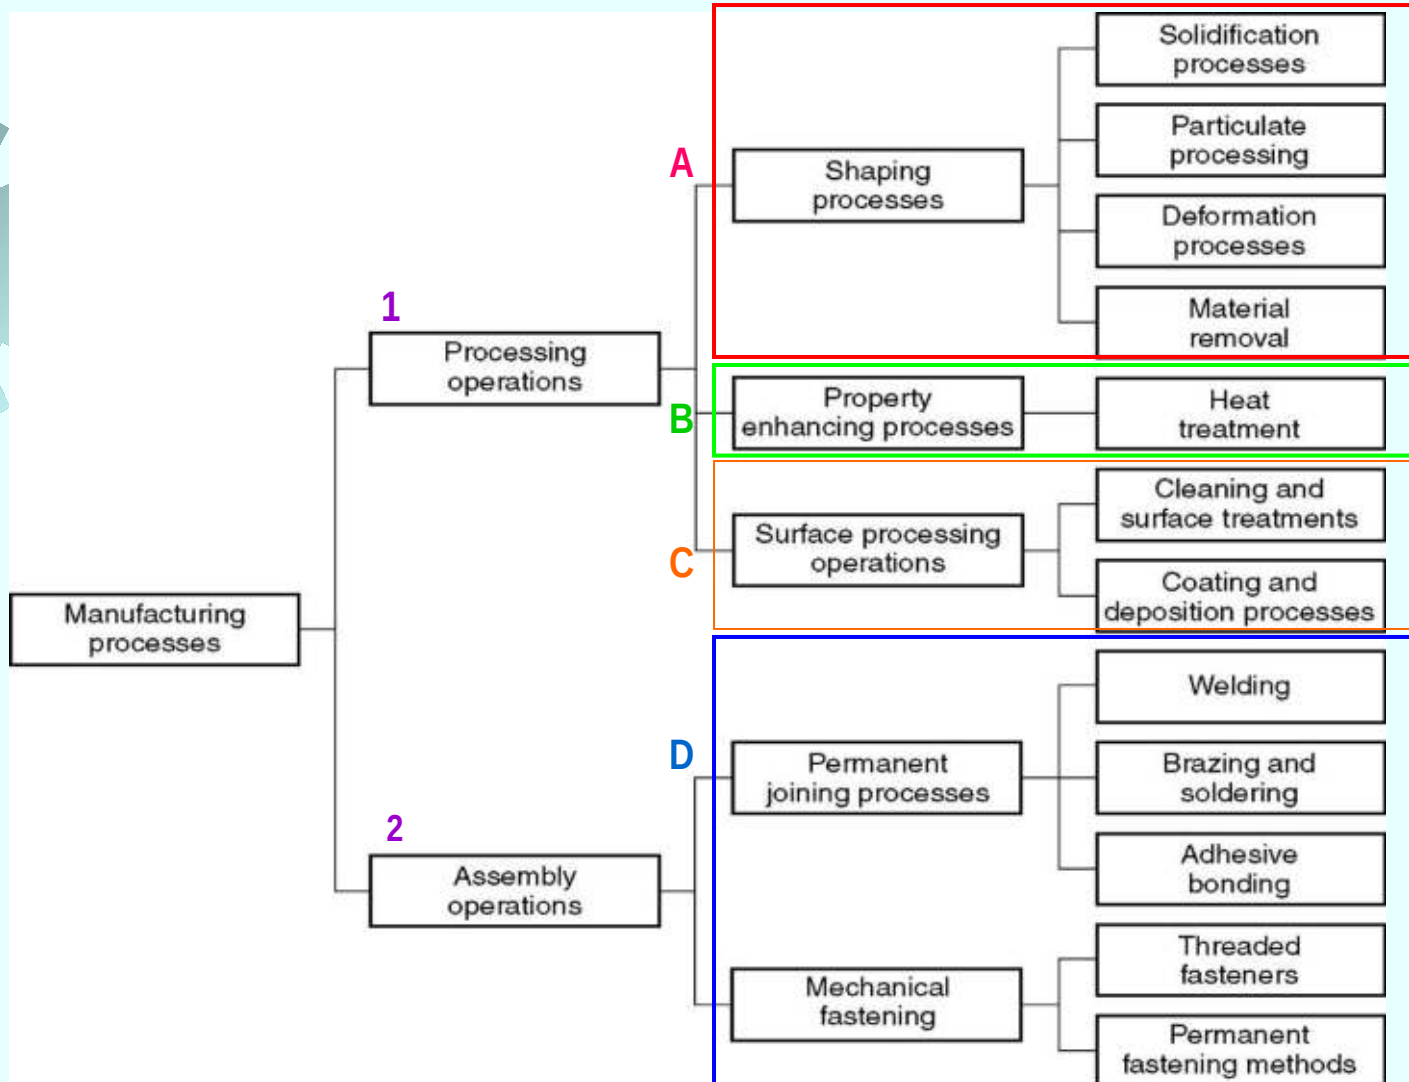 Manufacturing
processes
1
Processing
operations
2
Assembly
operations
A
Shaping
processes
Solidification
processes
Particulate
processing
Deformation
processes
Material
removal
B
Property
enhancing processes
Heat
treatment
C
Surface processing
operations
Cleaning and
surface treatments
Coating and
deposition processes
D
Permanent
joining processes
Welding
Brazing and
soldering
Adhesive
bonding
Mechanical
fastening
Threaded
fasteners
Permanent
fastening methods